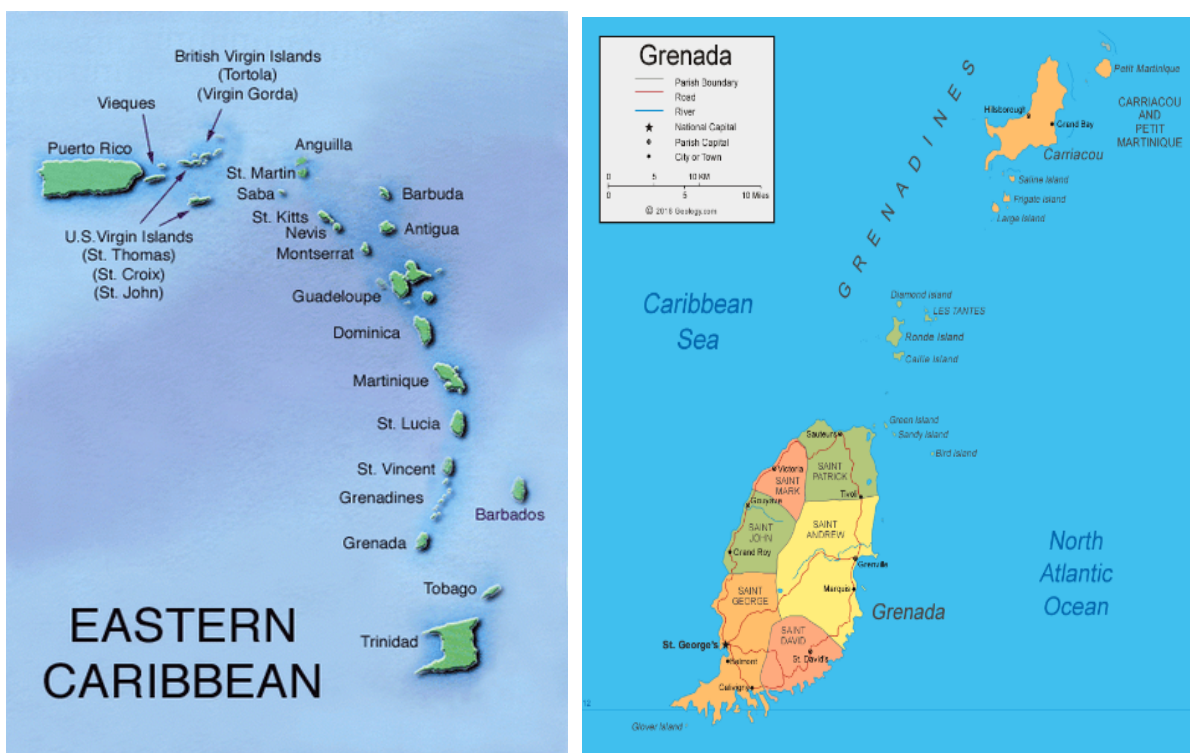 British Virgin Islands
(Tortola)
(Virgin Gorda)
Vieques
Puerto Rico
Anguilla
St. Martin
Saba
Barbuda
St. Kitts
Nevis
Antigua
U.S.Virgin Islands
(St. Thomas)
(St. Croix)
(St. John)
Montserrat
Guadeloupe
Dominica
Martinique
St. Lucia
St. Vincent
Grenadines
Barbados
Grenada
Tobago
Trinidad
EASTERN
CARIBBEAN
Grenada
Parish Boundary
Road
River
National Capital
Parish Capital
City or Town
0 5 10 KM
0 5 10 Miles
© 2016 Geology.com
GRENADINES
Petit Martinique
Hillsborough
Grand Bay
CARRIACOU
AND
PETIT
MARTINIQUE
Carriacou
Saline Island
Frigate Island
Large Island
Caribbean
Sea
Diamond Island
LES TANTES
Ronde Island
Caille Island
Green Island
Sandy Island
Bird Island
Sauteurs
Victoria
SAINT
MARK
SAINT
PATRICK
Tivoli
Gouyave
SAINT
JOHN
SAINT
ANDREW
Grand Roy
Grenville
North
Atlantic
Ocean
SAINT
GEORGE
Marquis
Grenada
St. George's
SAINT
DAVID
St. David's
Belmont
Calivigne
12
Glover Island